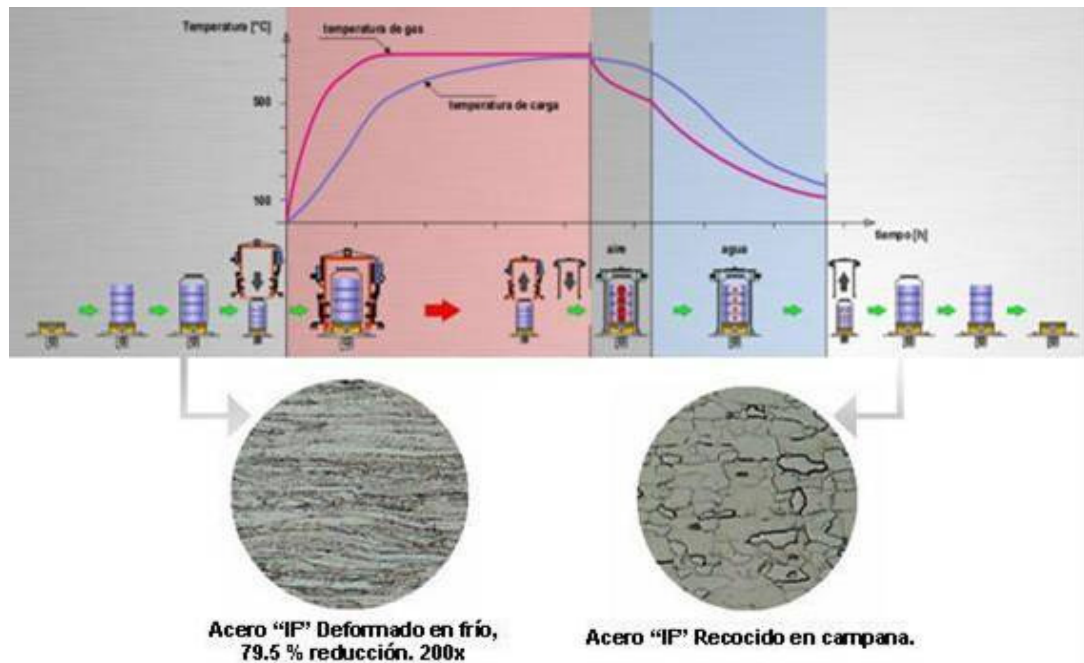 Temperatura [°C]
temperatura de gas
500
temperatura de carga
100
tiempo [h]
aire
agua
Acero “IF” Deformado en frío,
79.5 % reducción. 200x
Acero “IF” Recocido en campana.